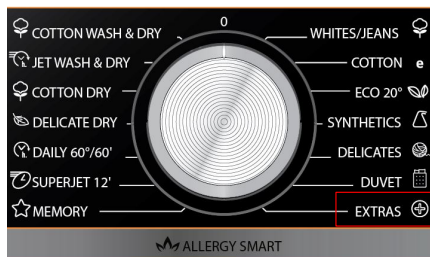 0
COTTON WASH & DRY
JET WASH & DRY
COTTON DRY
DELICATE DRY
DAILY 60°/60'
SUPERJET 12'
MEMORY
WHITES/JEANS
COTTON e
ECO 20°
SYNTHETICS
DELICATES
DUVET
EXTRAS
ALLERGY SMART